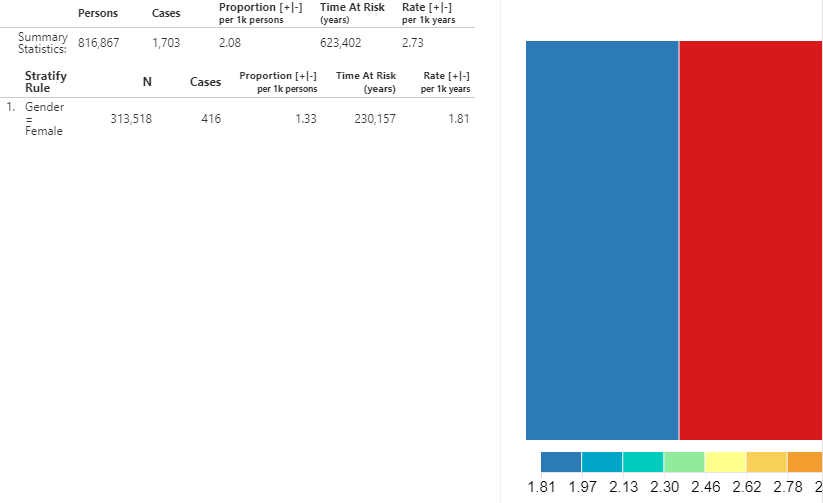 Persons Cases Proportion [+|-] Time At Risk Rate [+|-]
per 1k persons (years) per 1k years
Summary
Statistics: 816,867 1,703 2.08 623,402 2.73
Stratify
Rule N Cases Proportion [+|-] Time At Risk Rate [+|-]
per 1k persons (years) per 1k years
1. Gender
=
Female 313,518 416 1.33 230,157 1.81
1.81 1.97 2.13 2.30 2.46 2.62 2.78 2